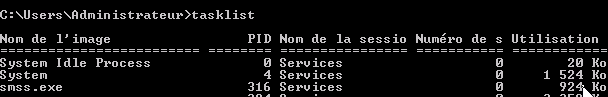 C:\Users\Administrateur>tasklist
Nom de l'image PID Nom de la sessio Numéro de s Utilisation
========================= ======== ================ =========== ============
System Idle Process 0 Services 0 20 Ko
System 4 Services 0 1 524 Ko
smss.exe 316 Services 0 924 Ko